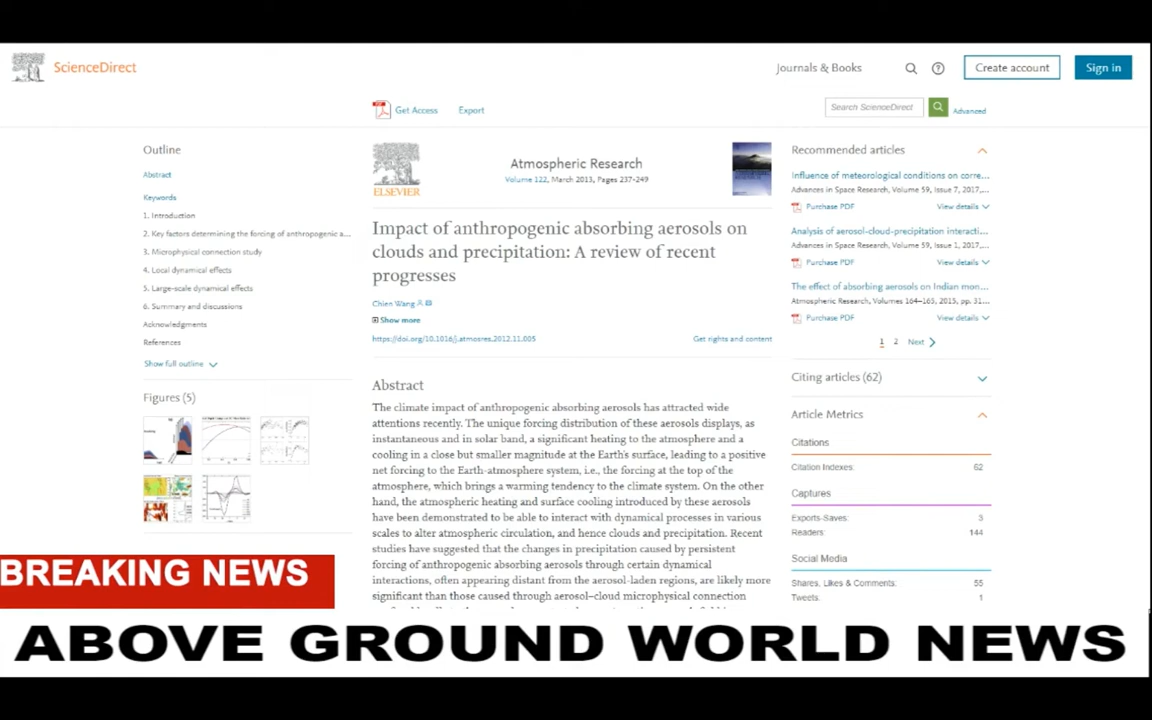 ScienceDirect
Journals & Books
Create account
Sign in
Get Access
Export
Search ScienceDirect
Advanced
Outline
Abstract
Keywords
1. Introduction
2. Key factors determining the forcing of anthropogenic a...
3. Microphysical connection study
4. Local dynamical effects
5. Large-scale dynamical effects
6. Summary and discussions
Acknowledgments
References
Show full outline
Figures (5)
ELSEVIER
Atmospheric Research
Volume 122, March 2013, Pages 237-249
Impact of anthropogenic absorbing aerosols on
clouds and precipitation: A review of recent
progresses
Chien Wang
Show more
https://doi.org/10.1016/j.atmosres.2012.11.005
Get rights and content
Abstract
The climate impact of anthropogenic absorbing aerosols has attracted wide
attentions recently. The unique forcing distribution of these aerosols displays, as
instantaneous and in solar band, a significant heating to the atmosphere and a
cooling in a close but smaller magnitude at the Earth's surface, leading to a positive
net forcing to the Earth-atmosphere system, i.e., the forcing at the top of the
atmosphere, which brings a warming tendency to the climate system. On the other
hand, the atmospheric heating and surface cooling introduced by these aerosols
have been demonstrated to be able to interact with dynamical processes in various
scales to alter atmospheric circulation, and hence clouds and precipitation. Recent
studies have suggested that the changes in precipitation caused by persistent
forcing of anthropogenic absorbing aerosols through certain dynamical
interactions, often appearing distant from the aerosol-laden regions, are likely more
significant than those caused through aerosol–cloud microphysical connection
Recommended articles
Influence of meteorological conditions on corre...
Advances in Space Research, Volume 59, Issue 7, 2017,...
Purchase PDF
View details
Analysis of aerosol-cloud-precipitation interacti...
Advances in Space Research, Volume 59, Issue 1, 2017,...
Purchase PDF
View details
The effect of absorbing aerosols on Indian mon...
Atmospheric Research, Volumes 164–165, 2015, pp. 31...
Purchase PDF
View details
1 2 Next
Citing articles (62)
Article Metrics
Citations
Citation Indexes: 62
Captures
Exports-Saves: 3
Readers: 144
Social Media
Shares, Likes & Comments: 55
Tweets: 1
BREAKING NEWS
ABOVE GROUND WORLD NEWS